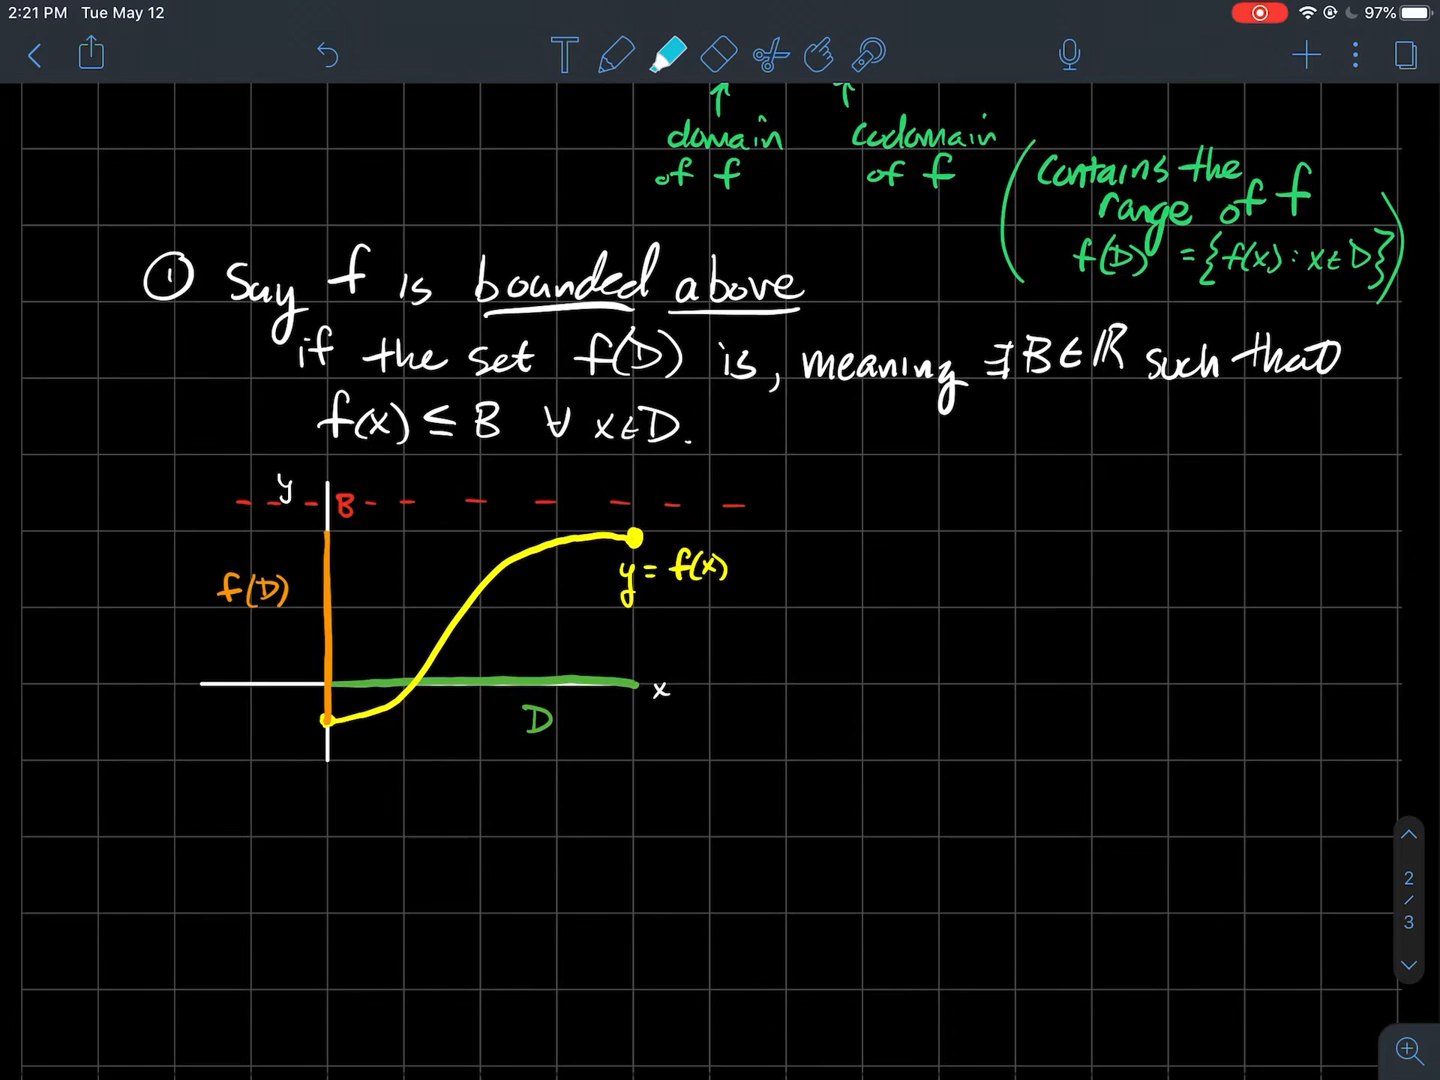 2:21 PM Tue May 12
97%
T
domain
of f
codomain
of f
(contains the
range of f
f(D) = {f(x) : x ∈ D})
① Say f is bounded above
if the set f(D) is, meaning ∃ B ∈ ℝ such that
f(x) ≤ B ∀ x ∈ D.
y
B
f(D)
y = f(x)
x
D
2
/
3